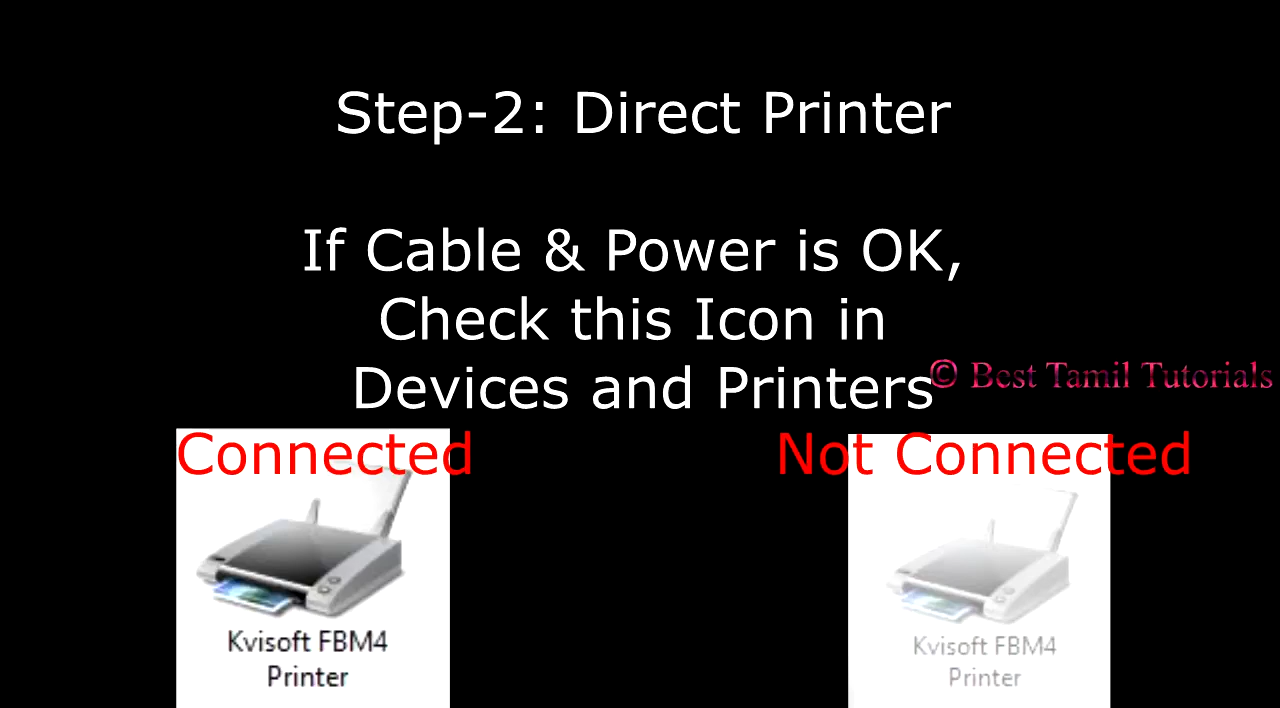 Step-2: Direct Printer
If Cable & Power is OK,
Check this Icon in
Devices and Printers
© Best Tamil Tutorials
Connected
Not Connected
Kvisoft FBM4
Printer
Kvisoft FBM4
Printer